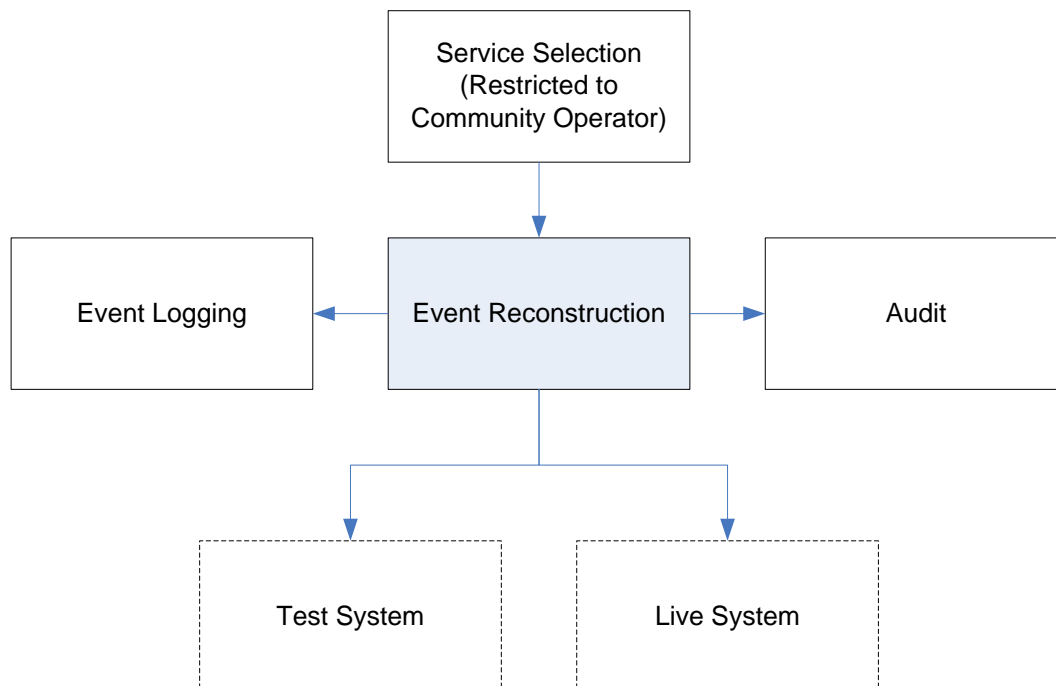 Service Selection
(Restricted to
Community Operator)
Event Logging
Event Reconstruction
Audit
Test System
Live System